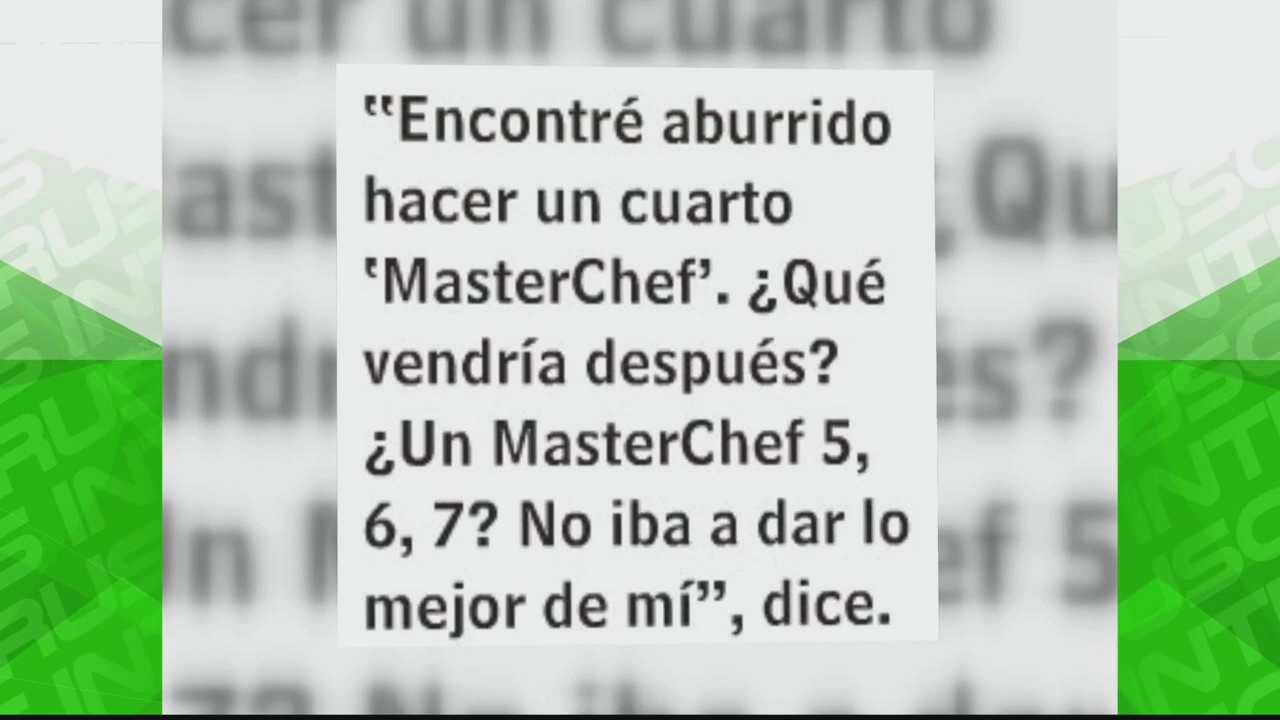 “Encontré aburrido
hacer un cuarto
‘MasterChef’. ¿Qué
vendría después?
¿Un MasterChef 5,
6, 7? No iba a dar lo
mejor de mí”, dice.